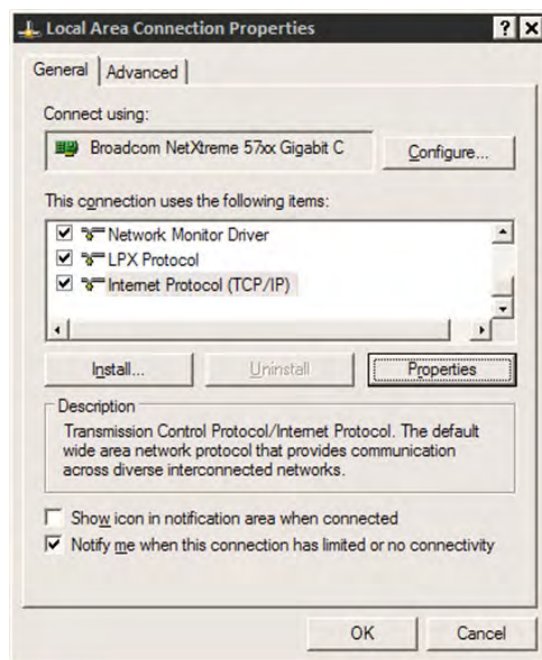 Local Area Connection Properties
General
Advanced
Connect using:
Broadcom NetXtreme 57xx Gigabit C
Configure...
This connection uses the following items:
Network Monitor Driver
LPX Protocol
Internet Protocol (TCP/IP)
Install...
Uninstall
Properties
Description
Transmission Control Protocol/Internet Protocol. The default
wide area network protocol that provides communication
across diverse interconnected networks.
Show icon in notification area when connected
Notify me when this connection has limited or no connectivity
OK
Cancel